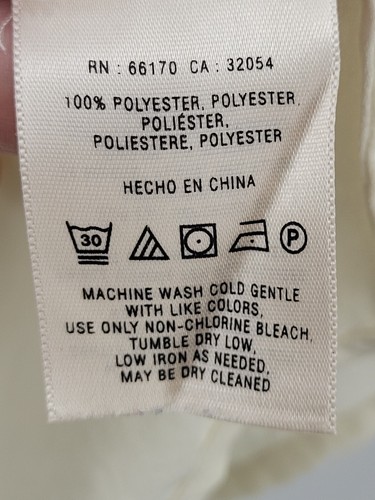 RN : 66170 CA : 32054
100% POLYESTER, POLYESTER,
POLIÉSTER,
POLIESTERE, POLYESTER
HECHO EN CHINA
30 P
MACHINE WASH COLD GENTLE
WITH LIKE COLORS,
USE ONLY NON-CHLORINE BLEACH,
TUMBLE DRY LOW,
LOW IRON AS NEEDED,
MAY BE DRY CLEANED